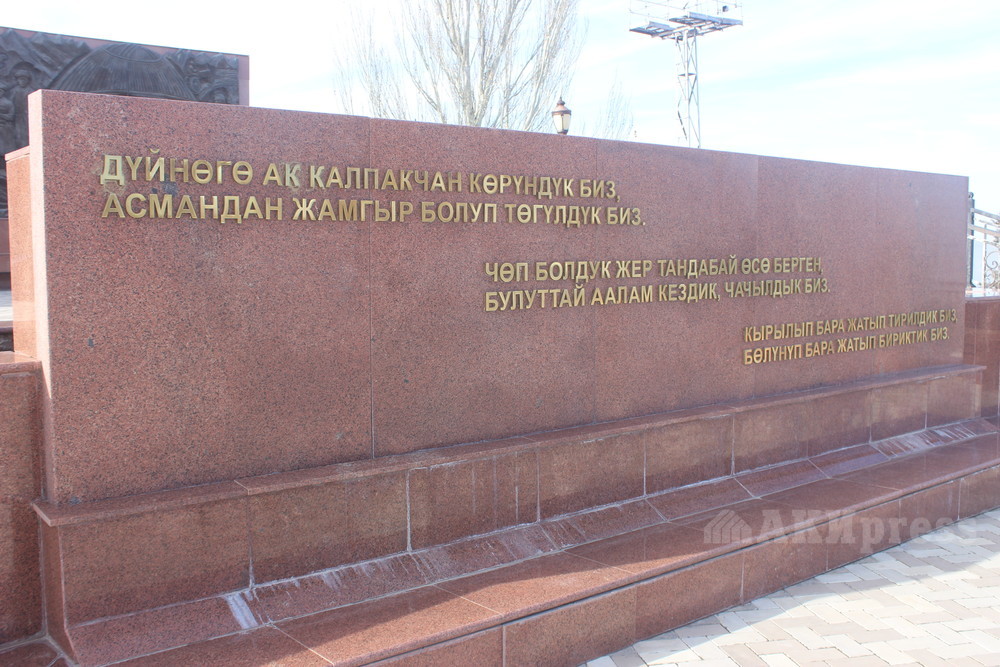 ДҮЙНӨГӨ АК КАЛПАКЧАН КӨРҮНДҮК БИЗ,
АСМАНДАН ЖАМГЫР БОЛУП ТӨГҮЛДҮК БИЗ.
ЧӨП БОЛДУК ЖЕР ТАНДАБАЙ ӨСӨ БЕРГЕН,
БУЛУТТАЙ ААЛАМ КЕЗДИК, ЧАЧЫЛДЫК БИЗ.
КЫРЫЛЫП БАРА ЖАТЫП ТИРИЛДИК БИЗ,
БӨЛҮНҮП БАРА ЖАТЫП БИРИКТИК БИЗ.
АКИpress